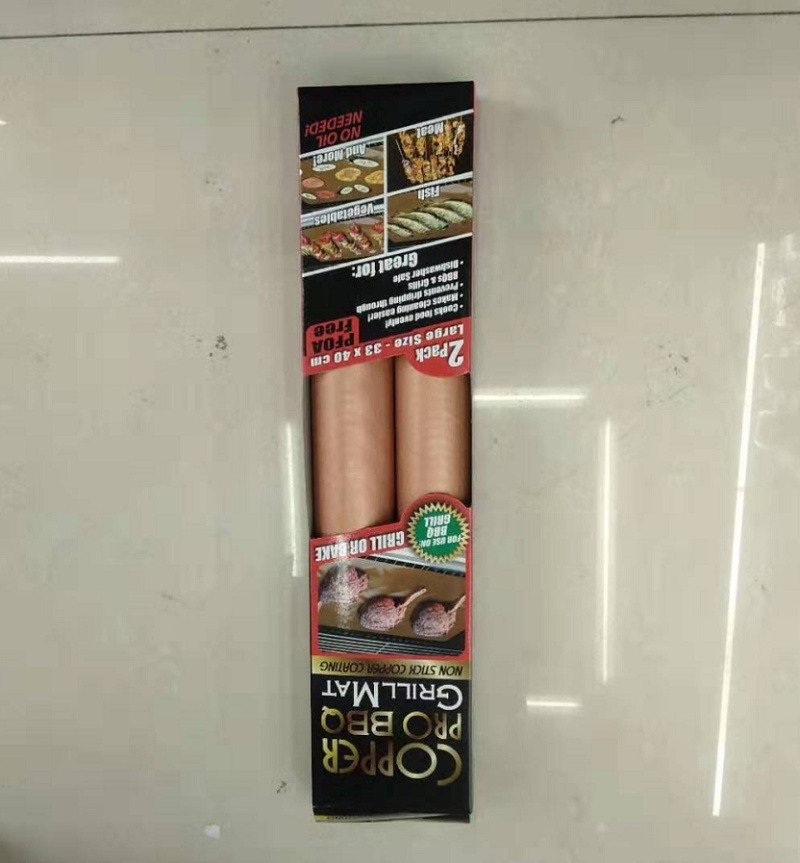 COPPER
PRO BBQ
GRILLMAT
NON STICK COPPER COATING
GRILL OR BAKE
FOR USE ON:
BBQ
GRILL
2Pack
Large Size - 33 x 40 cm
PFOA
Free
• Cooks food evenly!
• Makes cleaning easier!
• Prevents dripping through
BBQs & Grills
• Dishwasher Safe
Great for:
Fish
Vegetables
Meat
And More!
NO OIL
NEEDED!